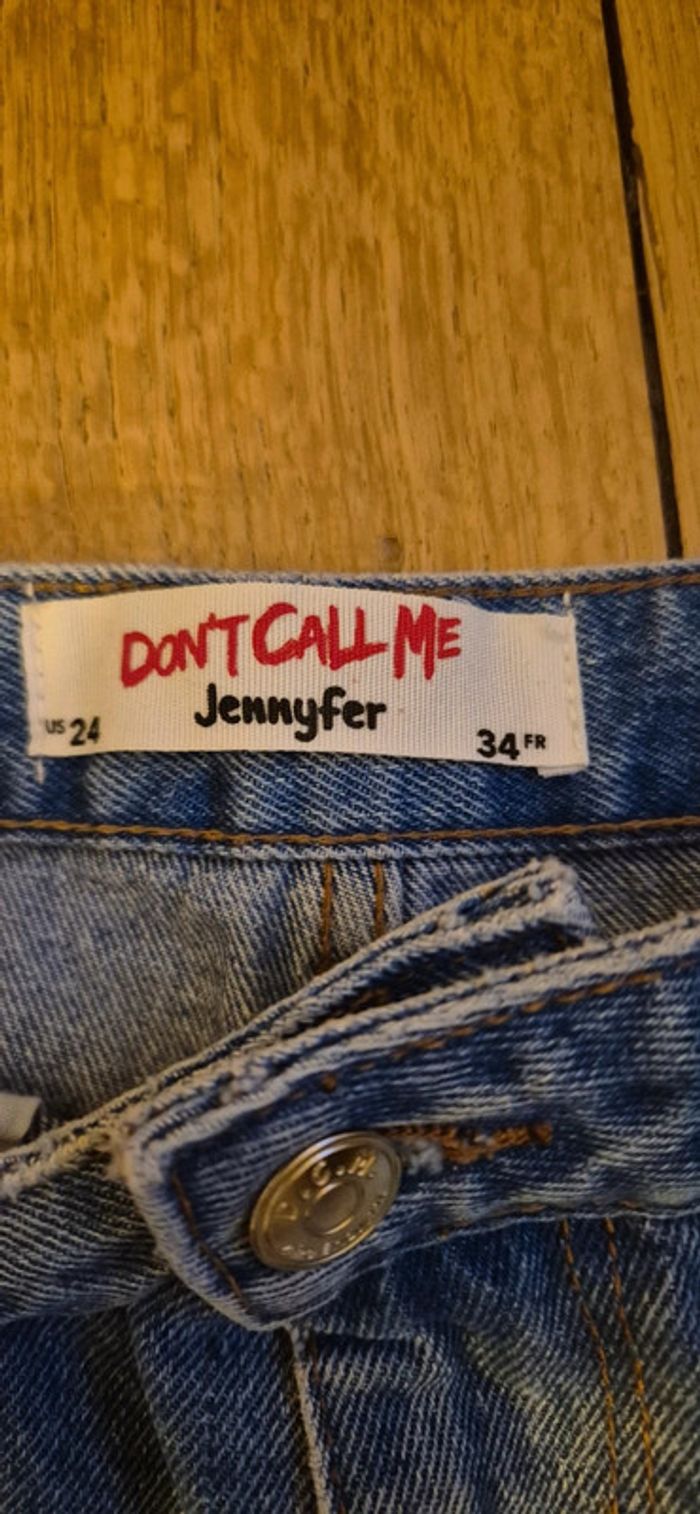 DON'T CALL ME
Jennyfer
US 24
34 FR
D.C.M.